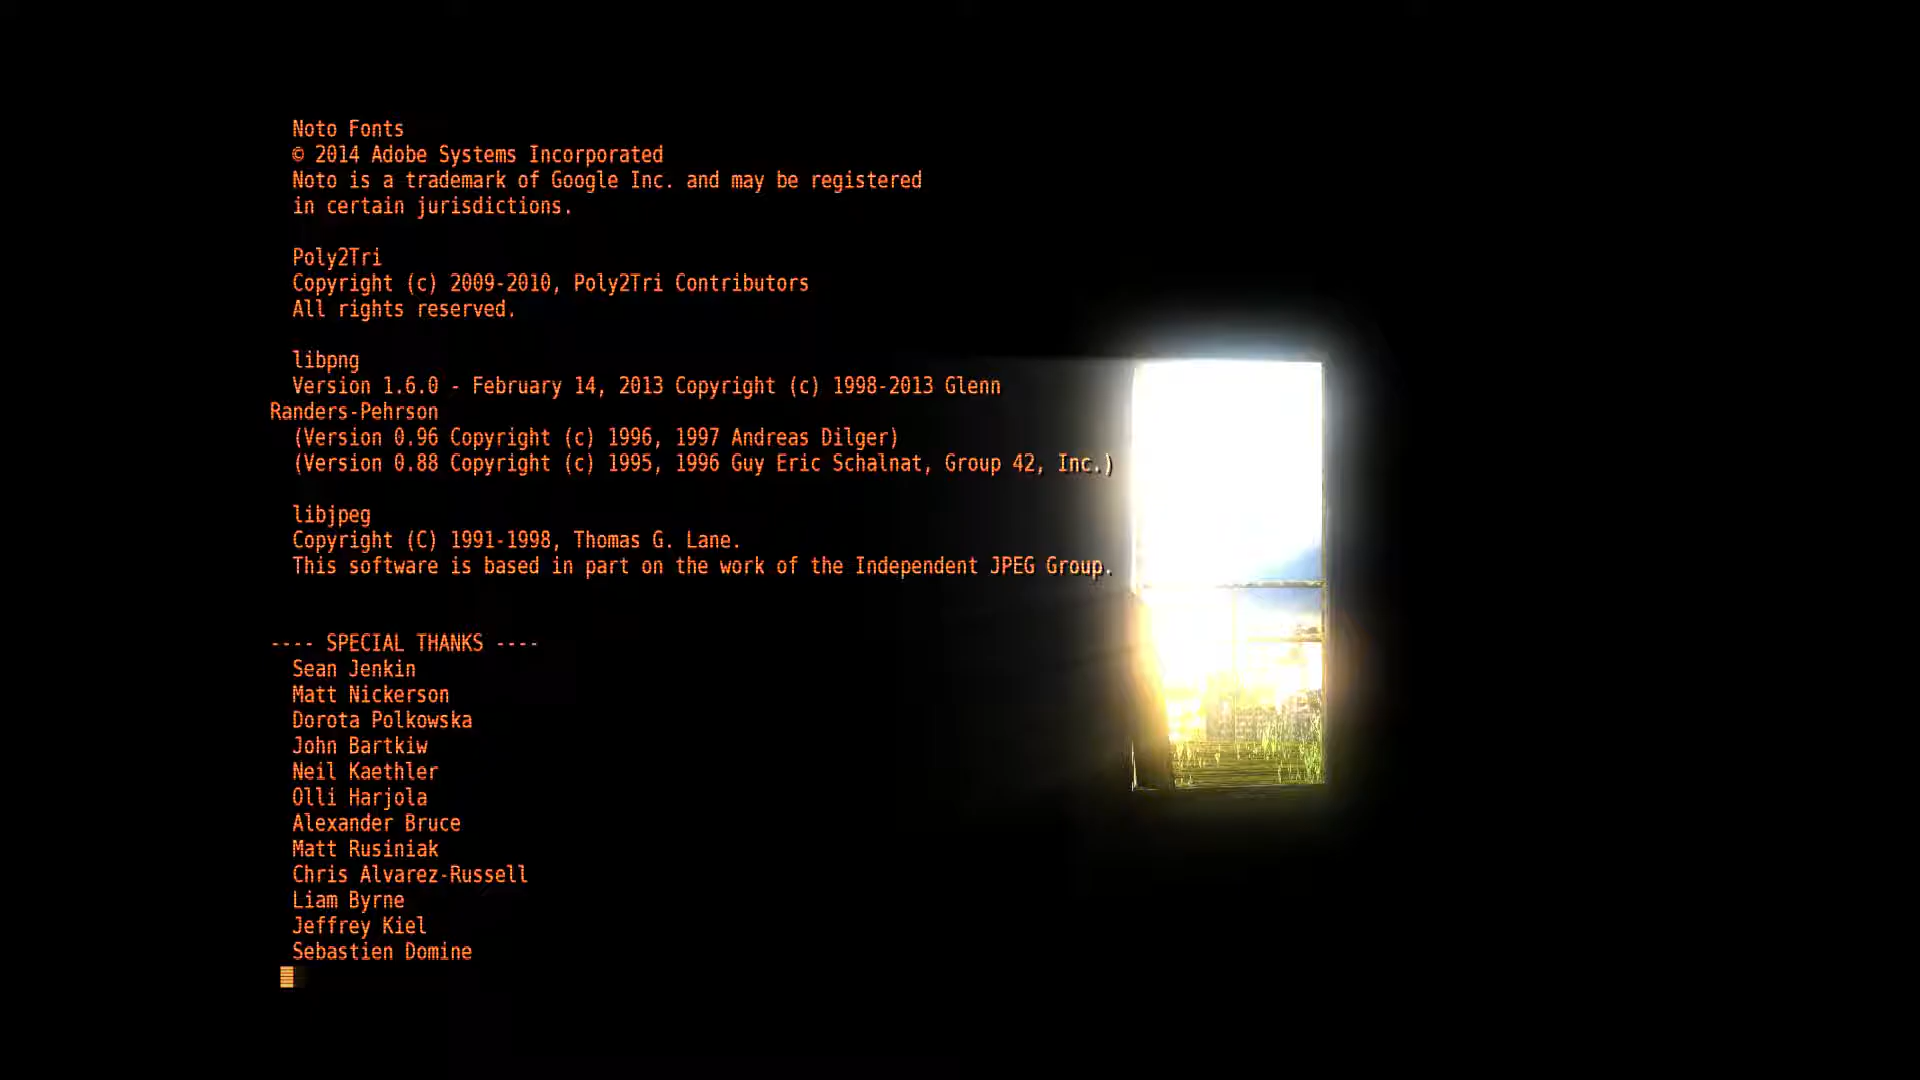 Noto Fonts
© 2014 Adobe Systems Incorporated
Noto is a trademark of Google Inc. and may be registered
in certain jurisdictions.
Poly2Tri
Copyright (c) 2009-2010, Poly2Tri Contributors
All rights reserved.
libpng
Version 1.6.0 - February 14, 2013 Copyright (c) 1998-2013 Glenn
Randers-Pehrson
(Version 0.96 Copyright (c) 1996, 1997 Andreas Dilger)
(Version 0.88 Copyright (c) 1995, 1996 Guy Eric Schalnat, Group 42, Inc.)
libjpeg
Copyright (C) 1991-1998, Thomas G. Lane.
This software is based in part on the work of the Independent JPEG Group.
---- SPECIAL THANKS ----
Sean Jenkin
Matt Nickerson
Dorota Polkowska
John Bartkiw
Neil Kaethler
Olli Harjola
Alexander Bruce
Matt Rusiniak
Chris Alvarez-Russell
Liam Byrne
Jeffrey Kiel
Sebastien Domine